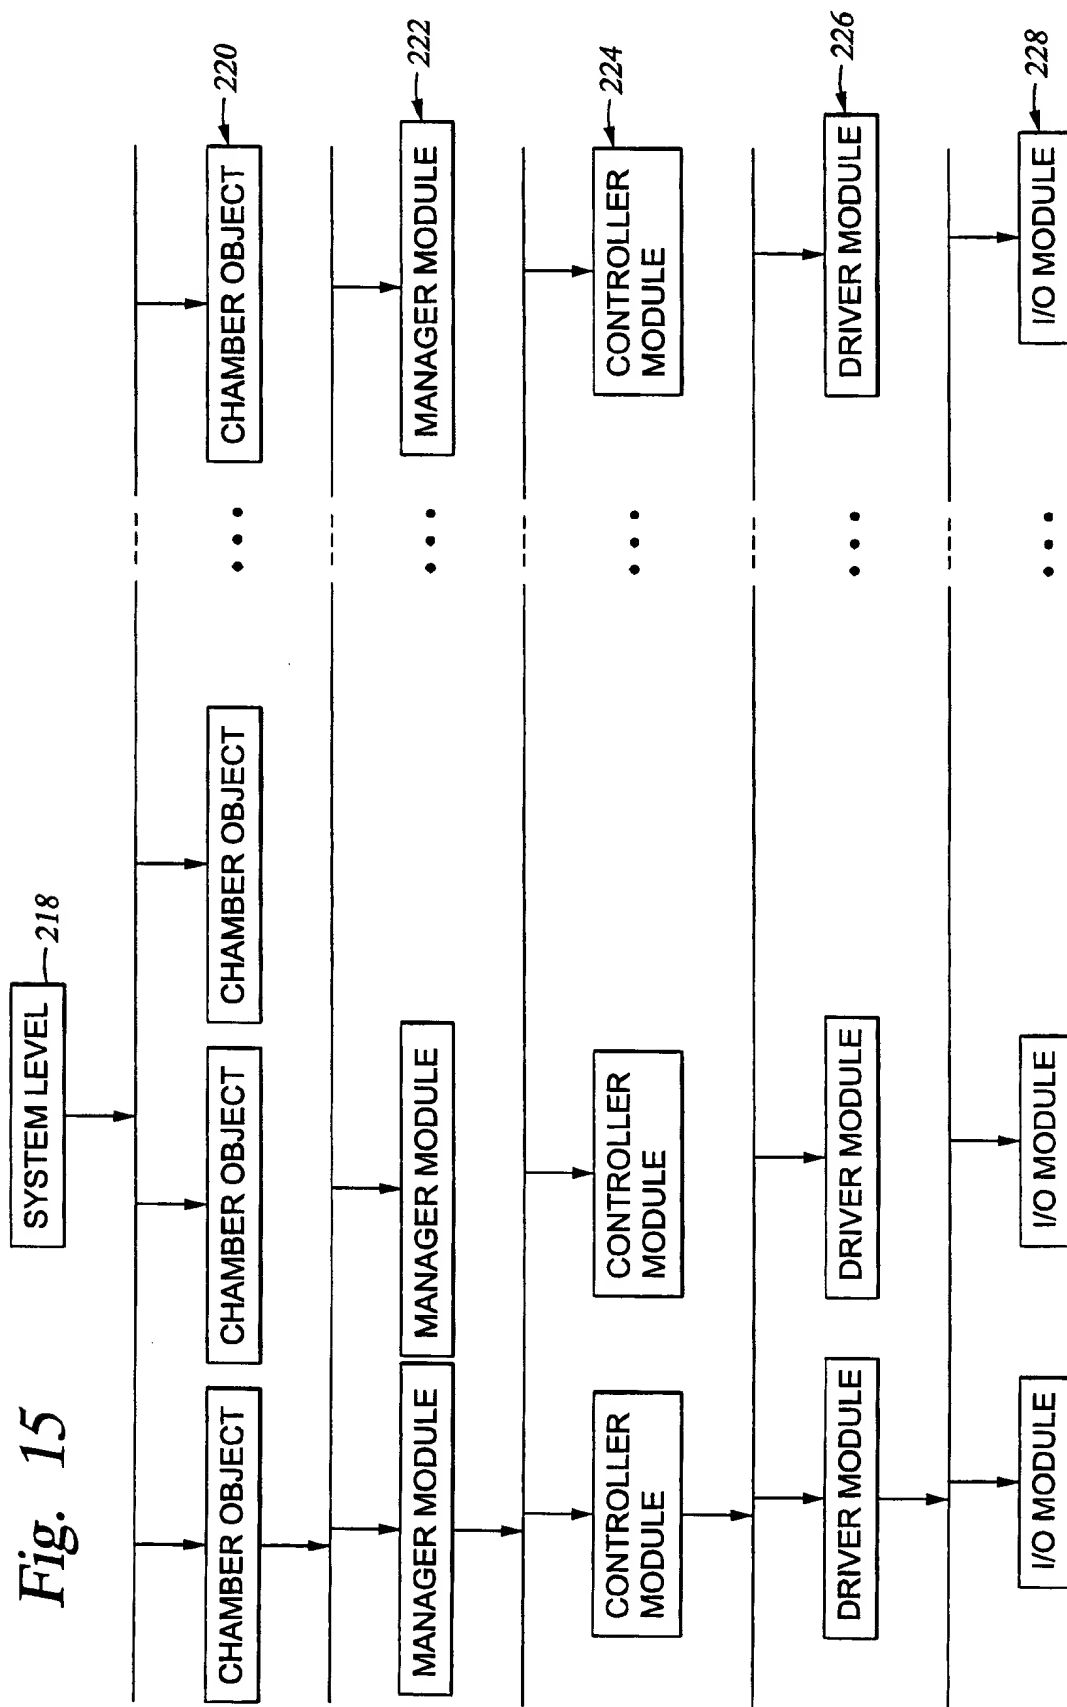 Fig. 15
SYSTEM LEVEL
218
CHAMBER OBJECT
CHAMBER OBJECT
CHAMBER OBJECT
CHAMBER OBJECT
220
MANAGER MODULE
MANAGER MODULE
MANAGER MODULE
222
CONTROLLER
MODULE
CONTROLLER
MODULE
CONTROLLER
MODULE
224
DRIVER MODULE
DRIVER MODULE
DRIVER MODULE
226
I/O MODULE
I/O MODULE
I/O MODULE
228